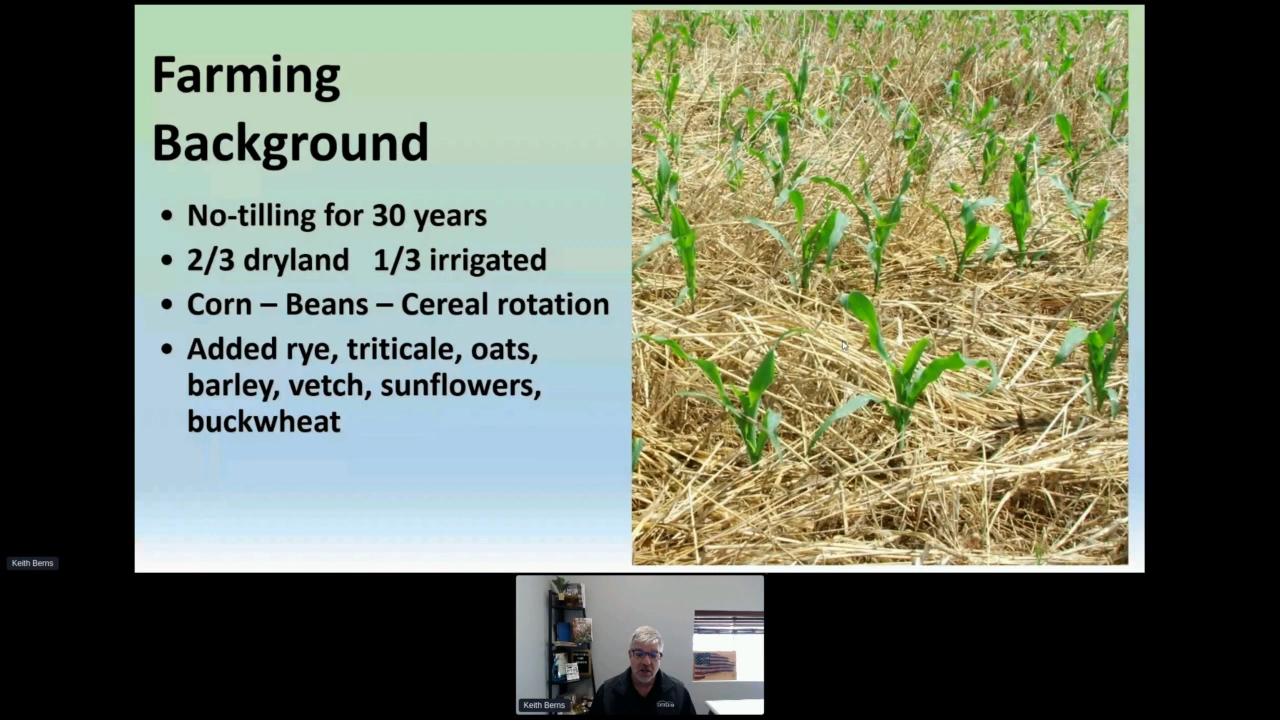 Farming
Background
• No-tilling for 30 years
• 2/3 dryland 1/3 irrigated
• Corn – Beans – Cereal rotation
• Added rye, triticale, oats,
barley, vetch, sunflowers,
buckwheat
Keith Berns
Keith Berns